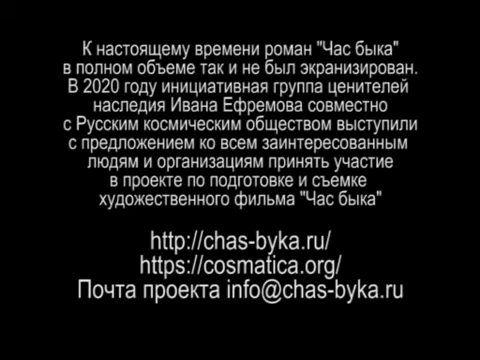 К настоящему времени роман "Час быка"
в полном объеме так и не был экранизирован.
В 2020 году инициативная группа ценителей
наследия Ивана Ефремова совместно
с Русским космическим обществом выступили
с предложением ко всем заинтересованным
людям и организациям принять участие
в проекте по подготовке и съемке
художественного фильма "Час быка"
http://chas-byka.ru/
https://cosmatica.org/
Почта проекта info@chas-byka.ru